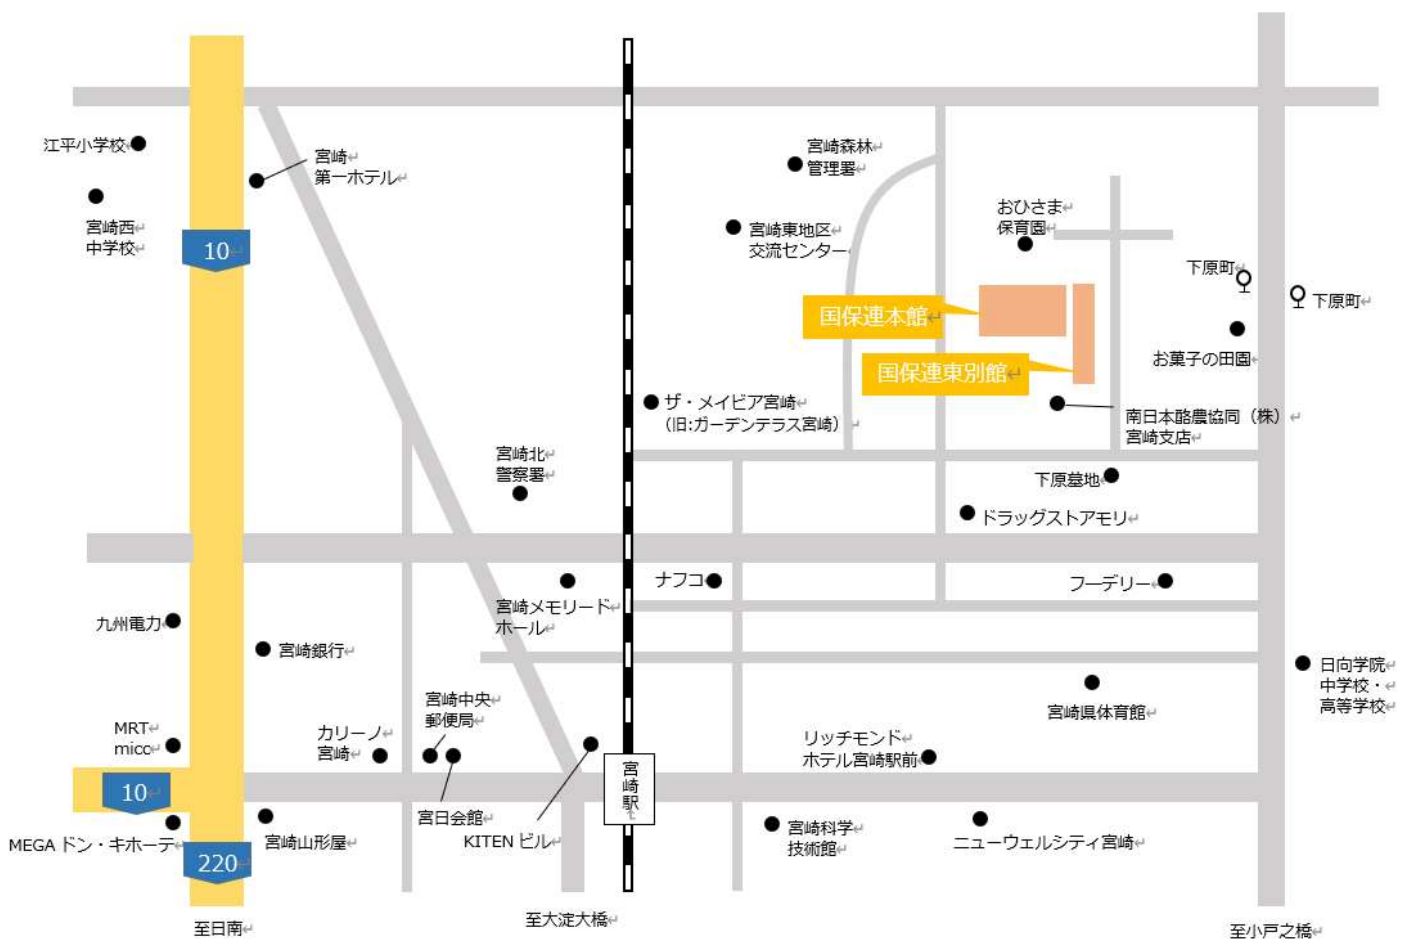 江平小学校
宮崎西
中学校
宮崎
第一ホテル
10
宮崎森林
管理署
宮崎東地区
交流センター
おひさま
保育園
下原町
下原町
お菓子の田園
国保連本館
国保連東別館
ザ・メイビア宮崎
（旧:ガーデンテラス宮崎）
南日本酪農協同（株）
宮崎支店
宮崎北
警察署
下原墓地
ドラッグストアモリ
ナフコ
フーデリー
宮崎メモリード
ホール
九州電力
宮崎銀行
日向学院
中学校・
高等学校
宮崎県体育館
MRT
micc
カリーノ
宮崎
宮崎中央
郵便局
リッチモンド
ホテル宮崎駅前
宮崎駅
10
宮日会館
KITEN ビル
MEGA ドン・キホーテ
宮崎山形屋
宮崎科学
技術館
ニューウェルシティ宮崎
220
至日南
至大淀大橋
至小戸之橋